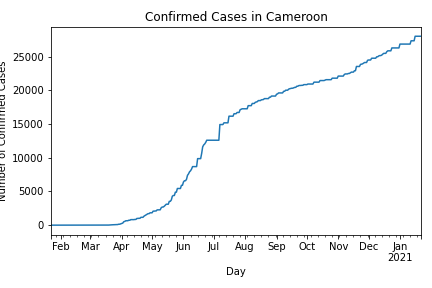 Confirmed Cases in Cameroon
Number of Confirmed Cases
25000
20000
15000
10000
5000
0
Feb Mar Apr May Jun Jul Aug Sep Oct Nov Dec Jan
2021
Day